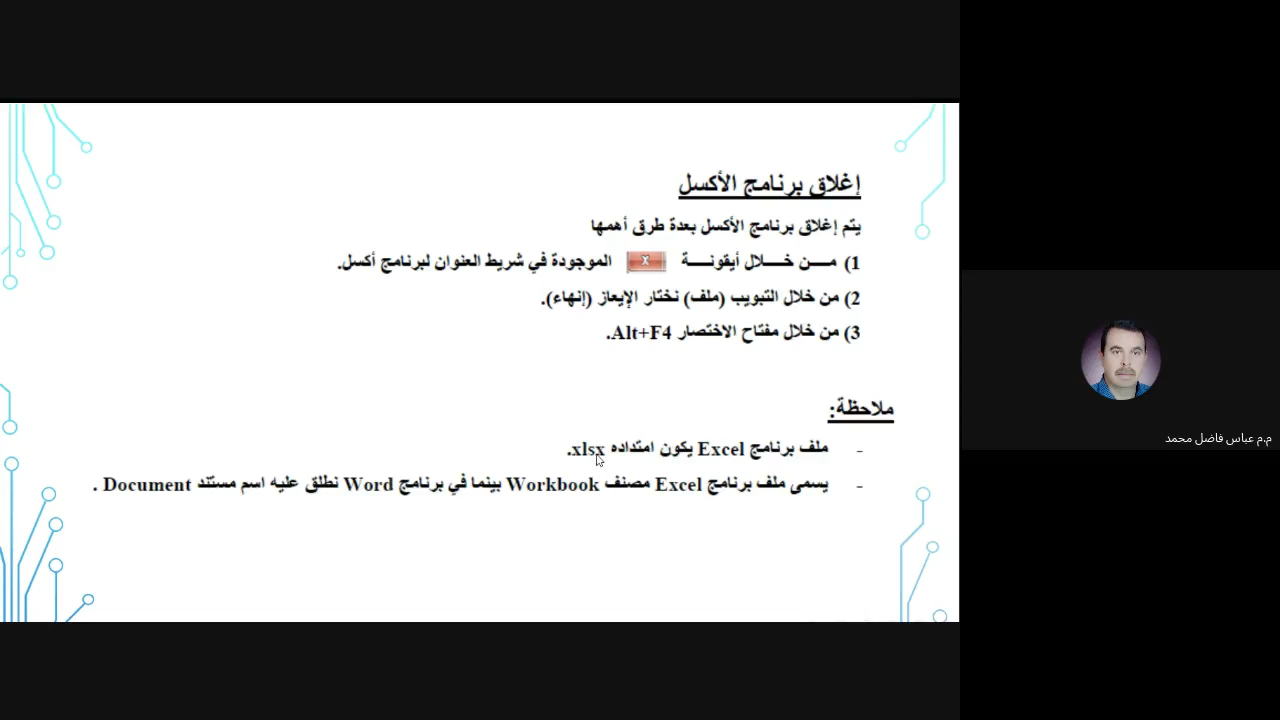 إغلاق برنامج الأكسل
يتم إغلاق برنامج الأكسل بعدة طرق أهمها
1) مـــن خـــلال أيقونـــة x الموجودة في شريط العنوان لبرنامج أكسل.
2) من خلال التبويب (ملف) نختار الإيعاز (إنهاء).
3) من خلال مفتاح الاختصار Alt+F4.
ملاحظة:
- ملف برنامج Excel يكون امتداده xlsx.
- يسمى ملف برنامج Excel مصنف Workbook بينما في برنامج Word نطلق عليه اسم مستند Document .
م.م عباس فاضل محمد